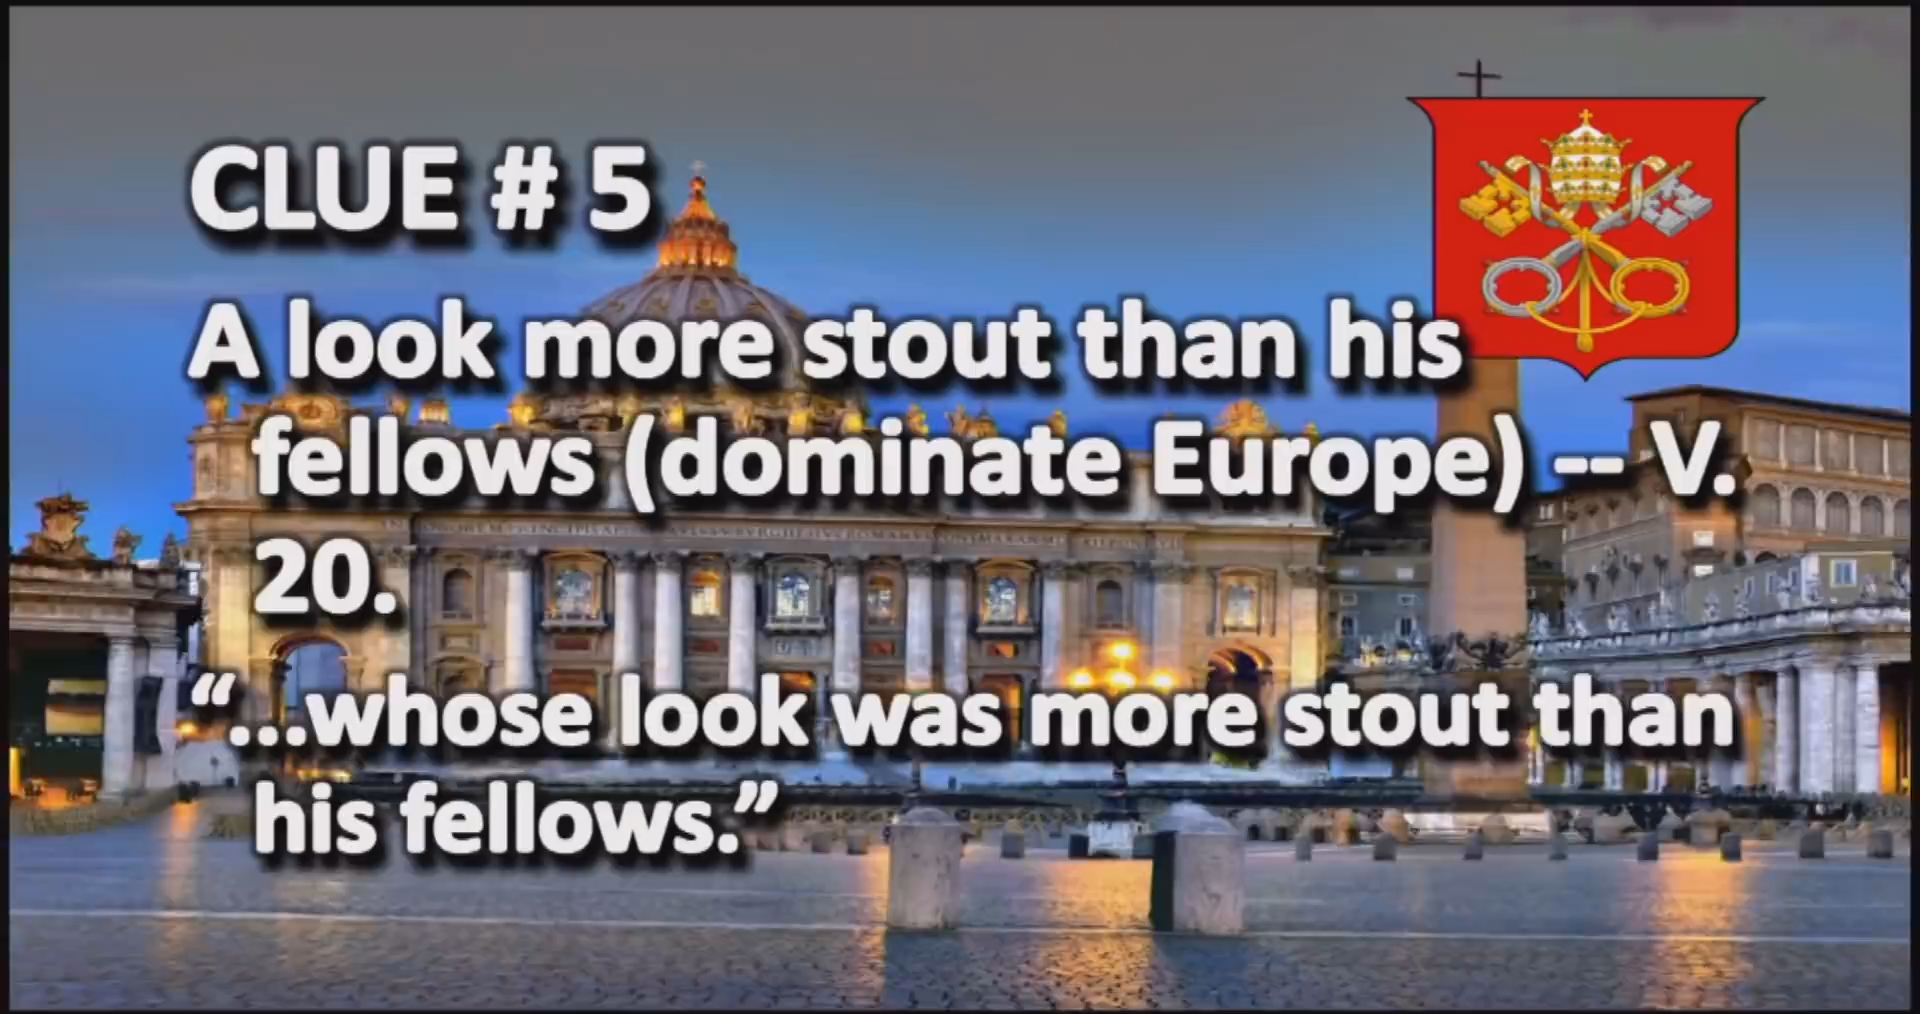 CLUE # 5
A look more stout than his
fellows (dominate Europe) -- V.
20.
“...whose look was more stout than
his fellows.”